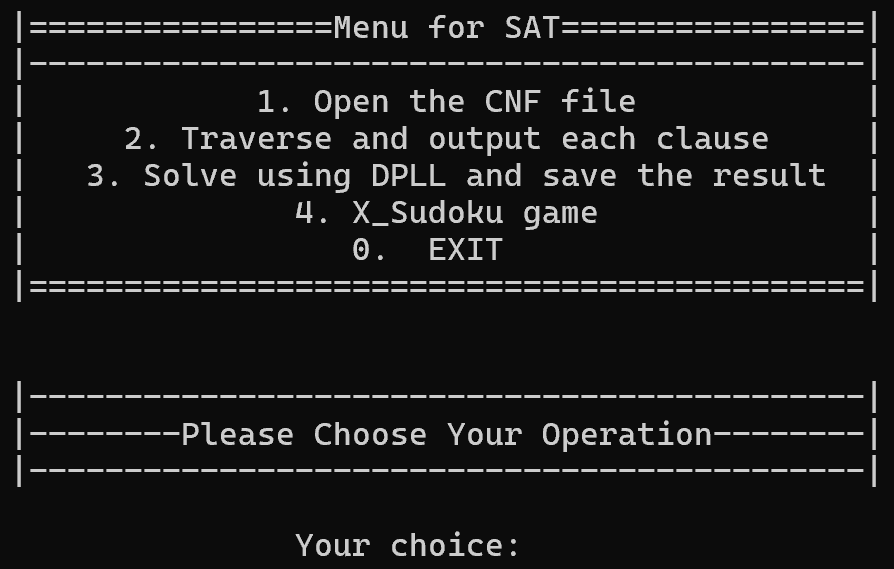 |================Menu for SAT================|
|--------------------------------------------|
|            1. Open the CNF file            |
|     2. Traverse and output each clause     |
|   3. Solve using DPLL and save the result  |
|              4. X_Sudoku game              |
|                 0.  EXIT                   |
|============================================|
|--------------------------------------------|
|--------Please Choose Your Operation--------|
|--------------------------------------------|
Your choice: